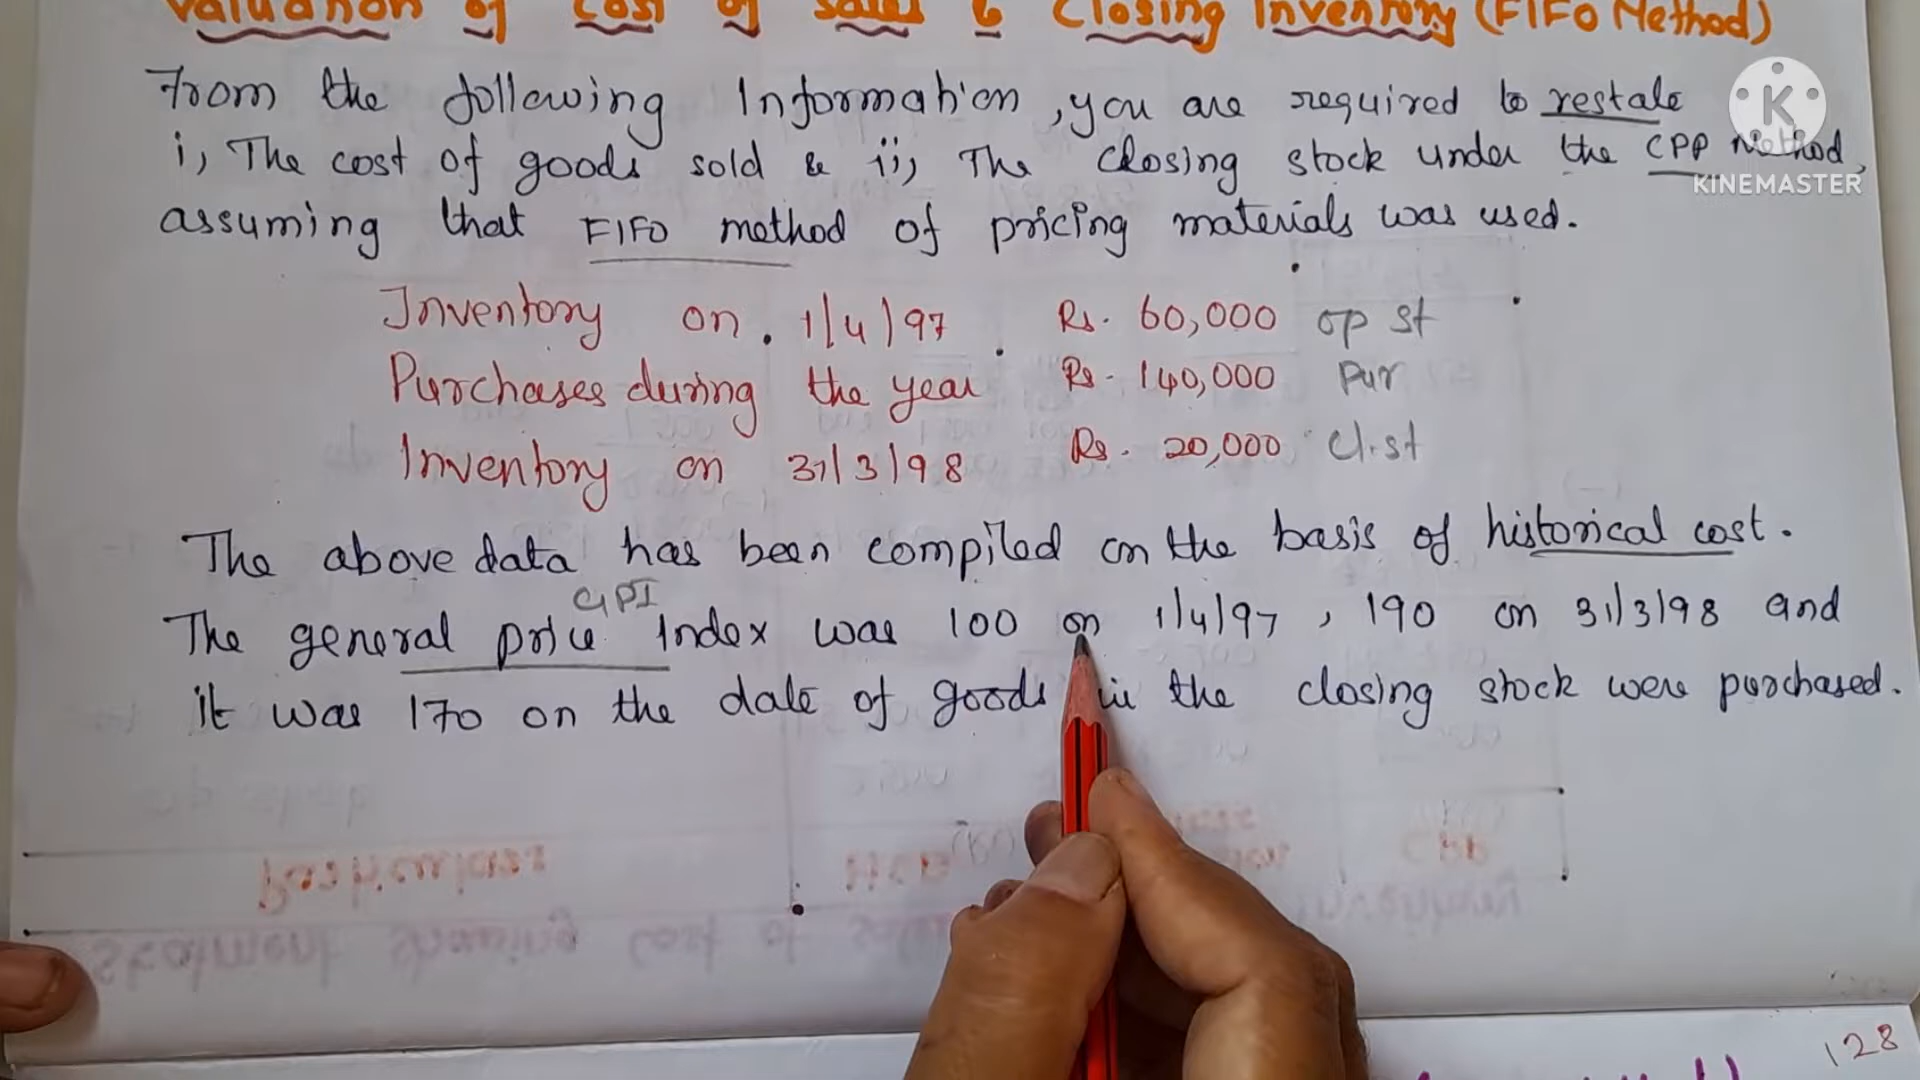 Valuation of Cost of Sales & Closing Inventory (FIFO Method)
From the following Information, you are required to restate
i, The cost of goods sold & ii, The closing stock under the CPP Method,
KINEMASTER
assuming that FIFO method of pricing materials was used.
Inventory on 1/4/97 Rs. 60,000 op st
Purchases during the year Rs. 140,000 Pur
Inventory on 31/3/98 Rs. 20,000 cl.st
The above data has been compiled on the basis of historical cost.
GPI
The general price Index was 100 on 1/4/97, 190 on 31/3/98 and
it was 170 on the date of goods in the closing stock were purchased.
128